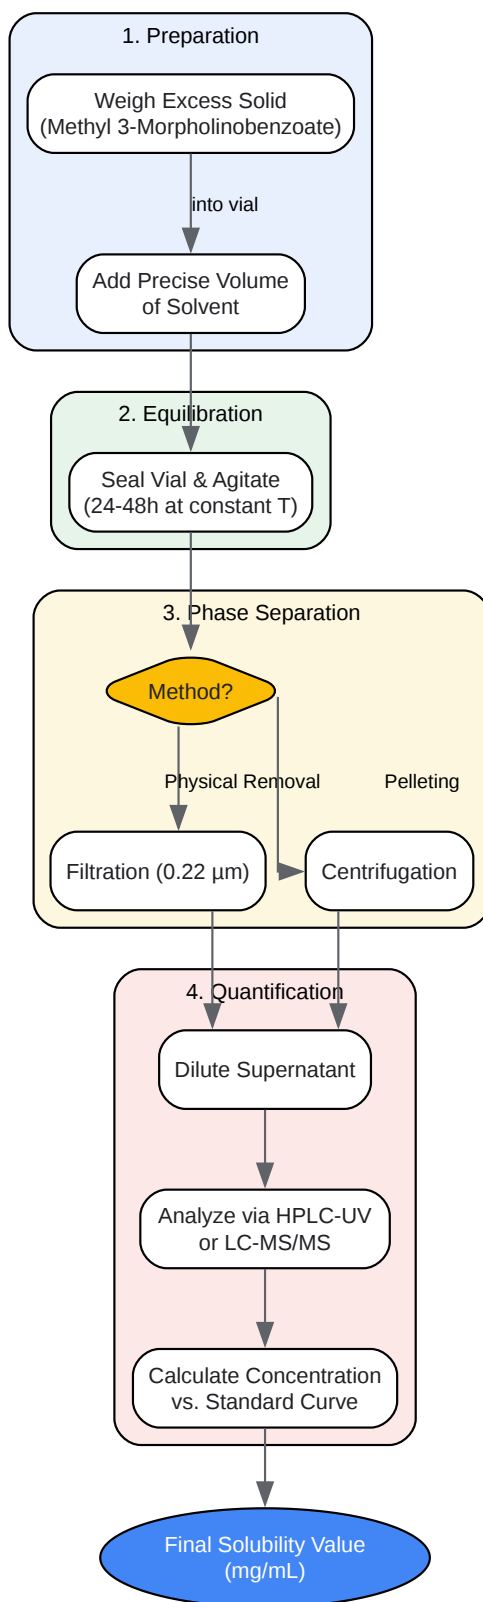 1. Preparation
Weigh Excess Solid
(Methyl 3-Morpholinobenzoate)
into vial
Add Precise Volume
of Solvent
2. Equilibration
Seal Vial & Agitate
(24-48h at constant T)
3. Phase Separation
Method?
Physical Removal
Pelleting
Filtration (0.22 µm)
Centrifugation
4. Quantification
Dilute Supernatant
Analyze via HPLC-UV
or LC-MS/MS
Calculate Concentration
vs. Standard Curve
Final Solubility Value
(mg/mL)